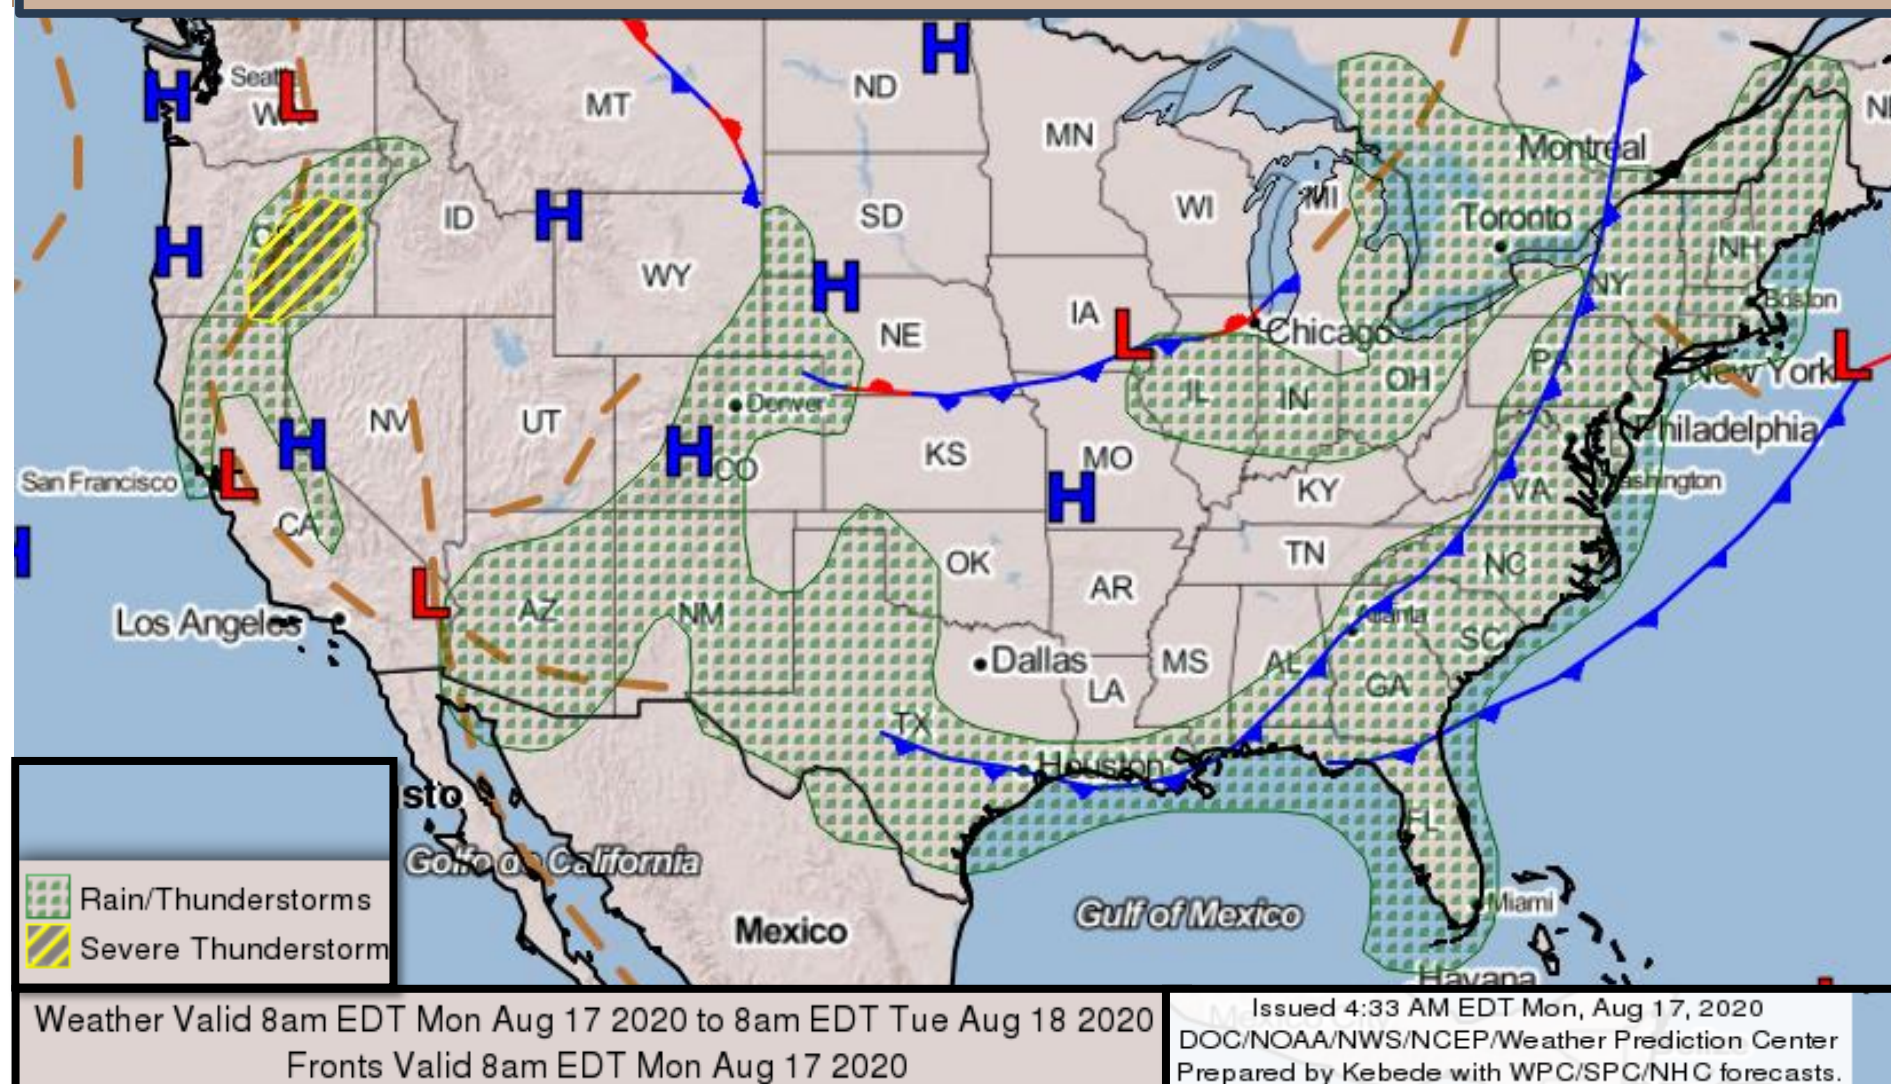 H
Seattle
L
H
ND
MT
MN
NH
Montréal
H
ID
SD
WI
MI
Toronto
H
WY
H
NY
Boston
NE
IA
L
Chicago
L
PA
New York
OH
IL
IN
Denver
NV
UT
H
H
CO
KS
MO
Philadelphia
San Francisco
L
H
KY
VA
Washington
CA
H
OK
TN
NC
AR
L
Los Angeles
AZ
NM
Atlanta
SC
Dallas
MS
AL
GA
LA
TX
Houston
FL
sto
Golfo de California
Rain/Thunderstorms
Severe Thunderstorm
Mexico
Gulf of Mexico
Miami
Havana
Weather Valid 8am EDT Mon Aug 17 2020 to 8am EDT Tue Aug 18 2020
Fronts Valid 8am EDT Mon Aug 17 2020
Issued 4:33 AM EDT Mon, Aug 17, 2020
DOC/NOAA/NWS/NCEP/Weather Prediction Center
Prepared by Kebede with WPC/SPC/NHC forecasts.